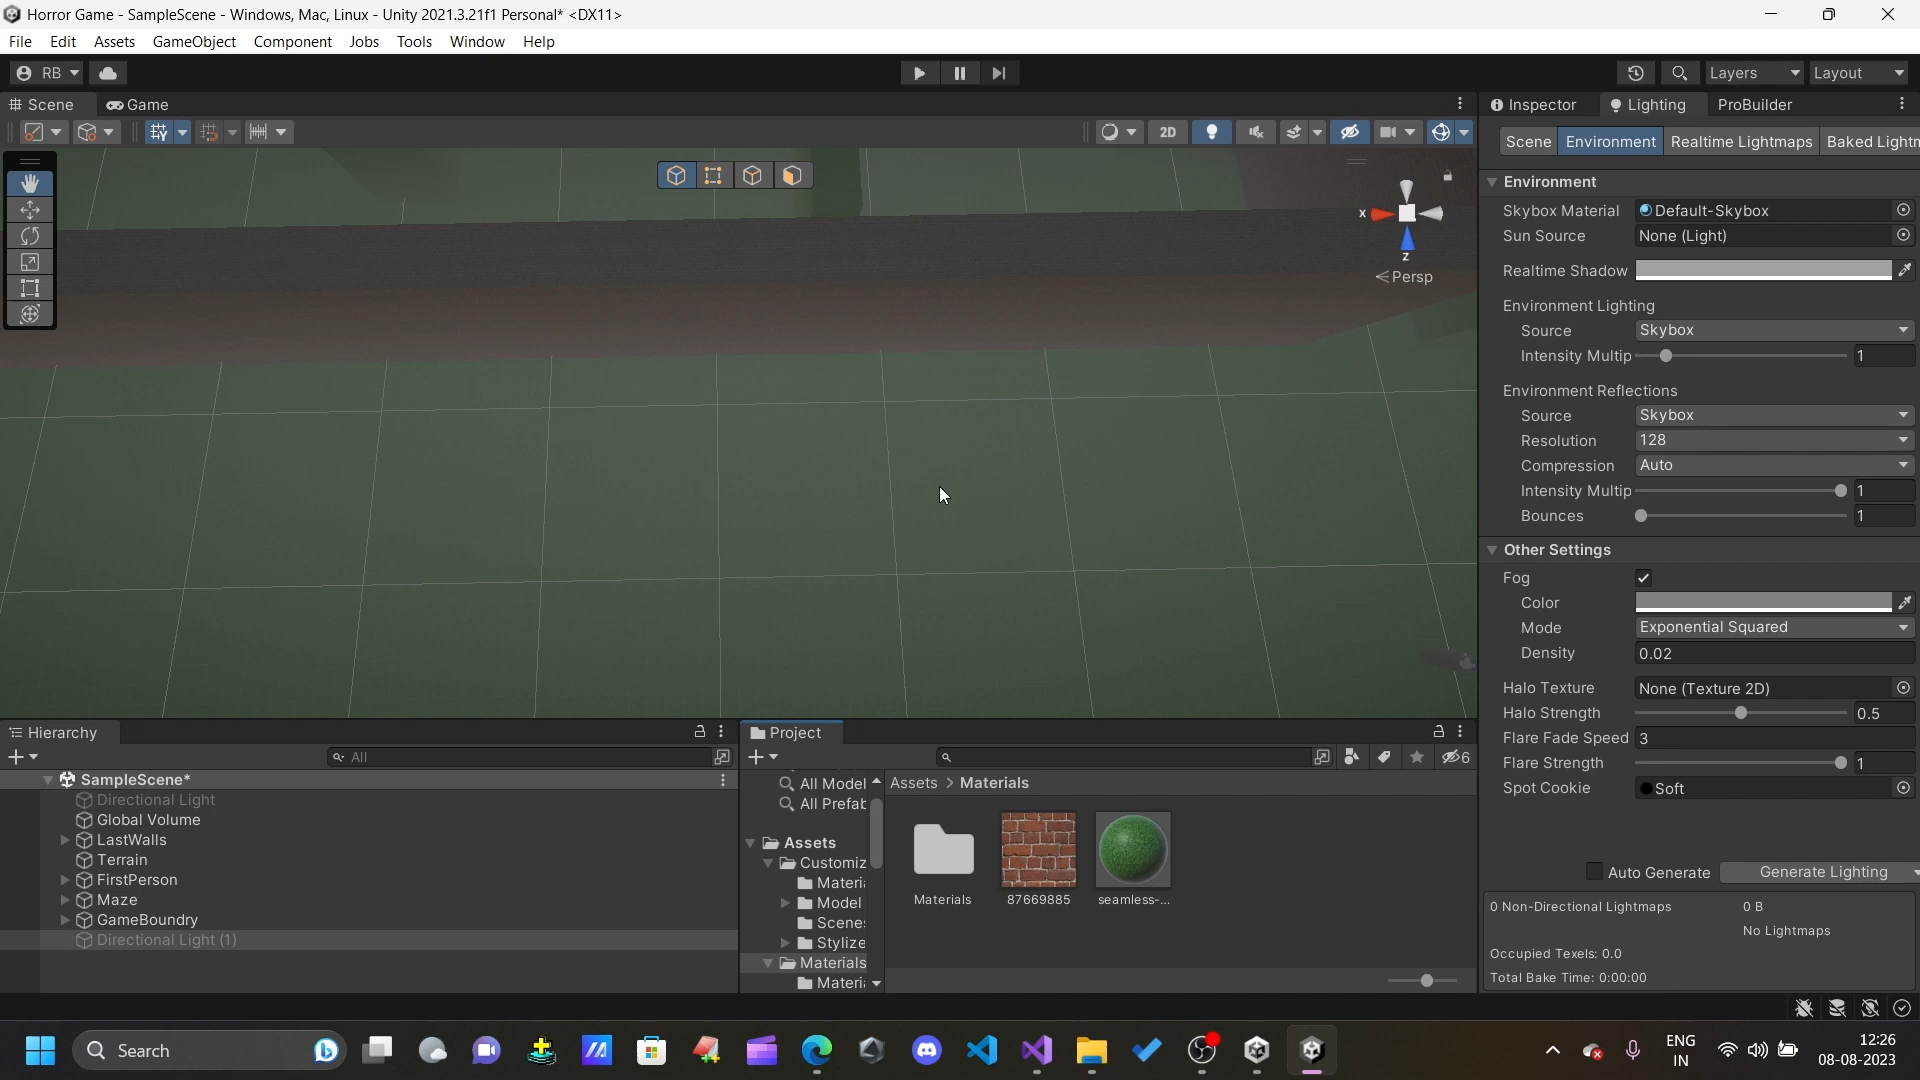 Horror Game - SampleScene - Windows, Mac, Linux - Unity 2021.3.21f1 Personal* <DX11>
File Edit Assets GameObject Component Jobs Tools Window Help
RB Layers Layout
Scene Game Inspector Lighting ProBuilder
2D
Scene Environment Realtime Lightmaps Baked Lightn
Environment
Skybox Material Default-Skybox
Sun Source None (Light)
x
z
Persp
Realtime Shadow
Environment Lighting
Source Skybox
Intensity Multip 1
Environment Reflections
Source Skybox
Resolution 128
Compression Auto
Intensity Multip 1
Bounces 1
Other Settings
Fog
Color
Mode Exponential Squared
Density 0.02
Halo Texture None (Texture 2D)
Halo Strength 0.5
Flare Fade Speed 3
Flare Strength 1
Spot Cookie Soft
Auto Generate Generate Lighting
0 Non-Directional Lightmaps 0 B
No Lightmaps
Occupied Texels: 0.0
Total Bake Time: 0:00:00
Hierarchy
All
SampleScene*
Directional Light
Global Volume
LastWalls
Terrain
FirstPerson
Maze
GameBoundry
Directional Light (1)
Project
6
All Model
All Prefab
Assets
Customiz
Materia
Model
Scene
Stylize
Materials
Materia
Assets > Materials
Materials 87669885 seamless-...
Search
ENG
IN
12:26
08-08-2023